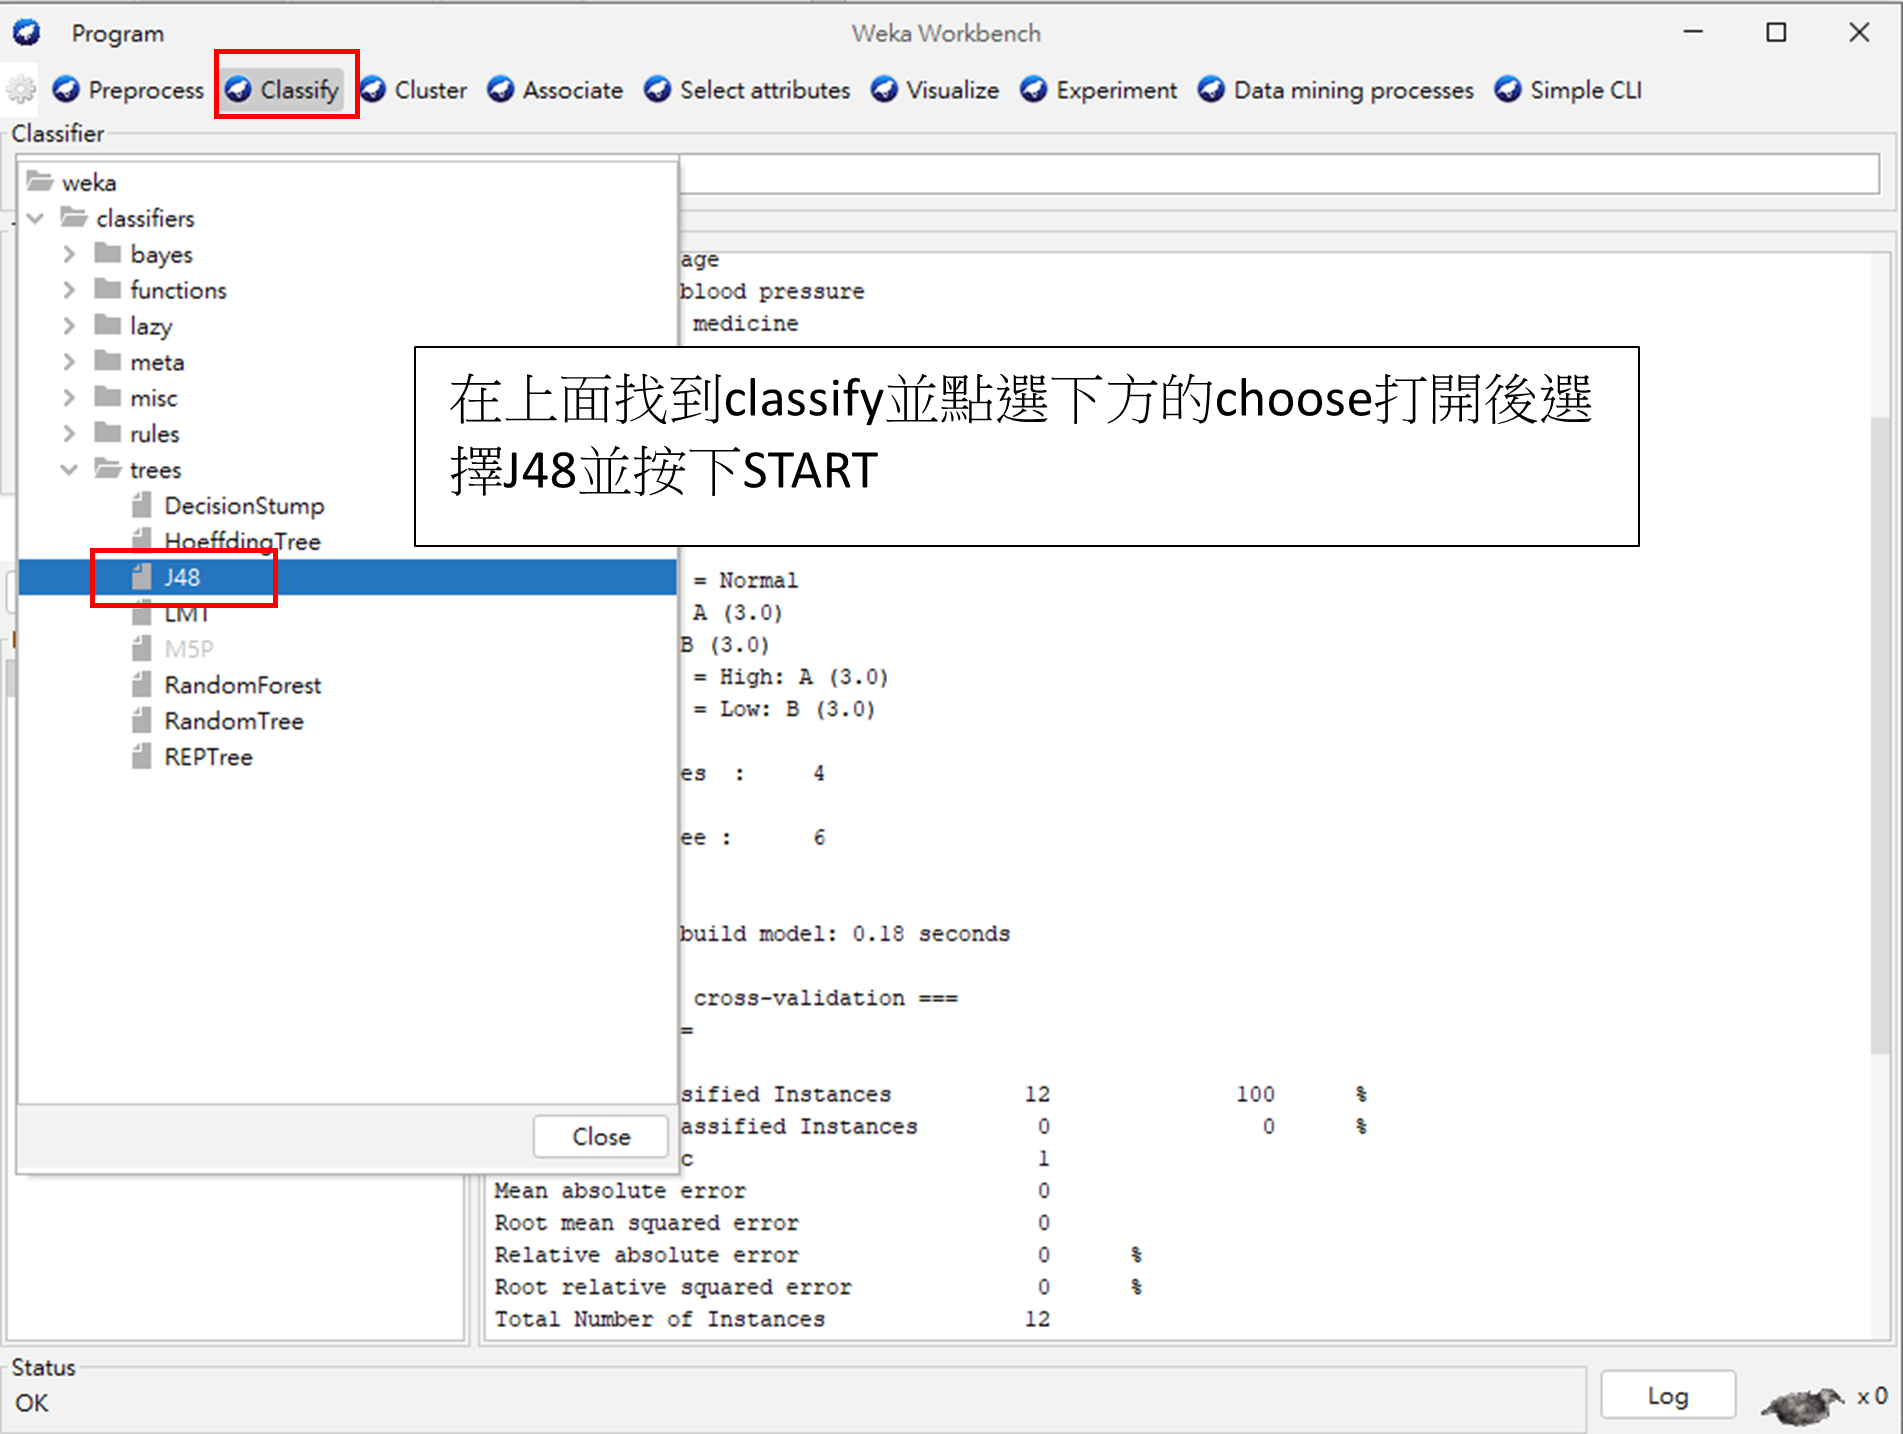 Program
Weka Workbench
Preprocess Classify Cluster Associate Select attributes Visualize Experiment Data mining processes Simple CLI
Classifier
weka
classifiers
bayes
functions
lazy
meta
misc
rules
trees
DecisionStump
HoeffdingTree
J48
LMT
M5P
RandomForest
RandomTree
REPTree
Close
age
blood pressure
medicine
在上面找到classify並點選下方的choose打開後選
擇J48並按下START
= Normal
A (3.0)
B (3.0)
= High: A (3.0)
= Low: B (3.0)
es : 4
ee : 6
build model: 0.18 seconds
cross-validation ===
=
sified Instances 12 100 %
assified Instances 0 0 %
c 1
Mean absolute error 0
Root mean squared error 0
Relative absolute error 0 %
Root relative squared error 0 %
Total Number of Instances 12
Status
OK
Log
x 0